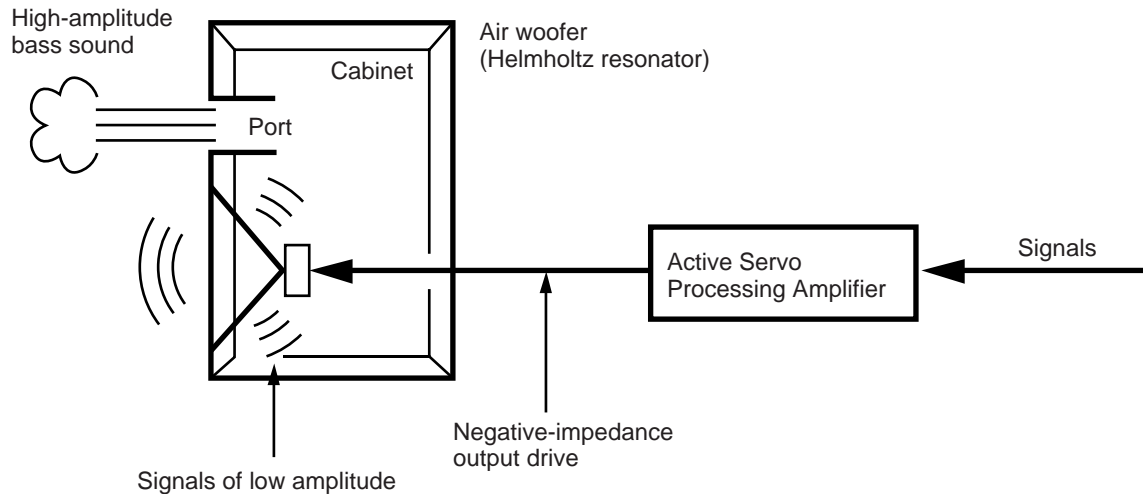 High-amplitude
bass sound
Air woofer
(Helmholtz resonator)
Cabinet
Port
Signals
Active Servo
Processing Amplifier
Negative-impedance
output drive
Signals of low amplitude